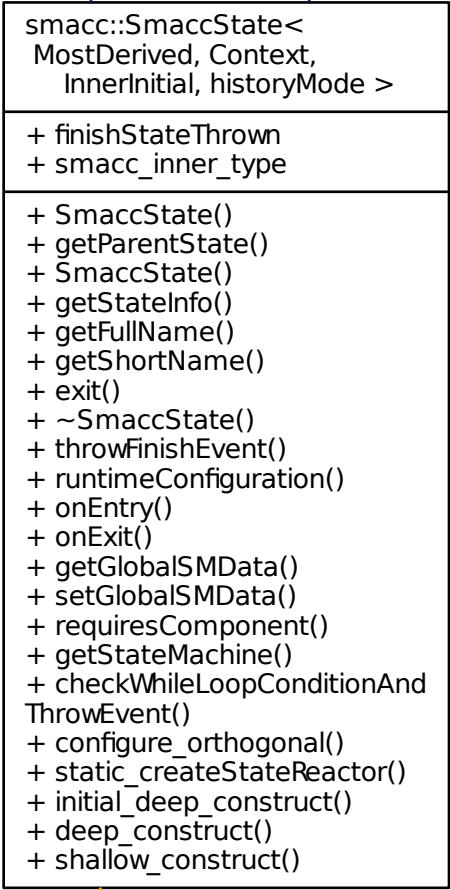 smacc::SmaccState<
MostDerived, Context,
InnerInitial, historyMode >
+ finishStateThrown
+ smacc_inner_type
+ SmaccState()
+ getParentState()
+ SmaccState()
+ getStateInfo()
+ getFullName()
+ getShortName()
+ exit()
+ ~SmaccState()
+ throwFinishEvent()
+ runtimeConfiguration()
+ onEntry()
+ onExit()
+ getGlobalSMData()
+ setGlobalSMData()
+ requiresComponent()
+ getStateMachine()
+ checkWhileLoopConditionAnd
ThrowEvent()
+ configure_orthogonal()
+ static_createStateReactor()
+ initial_deep_construct()
+ deep_construct()
+ shallow_construct()